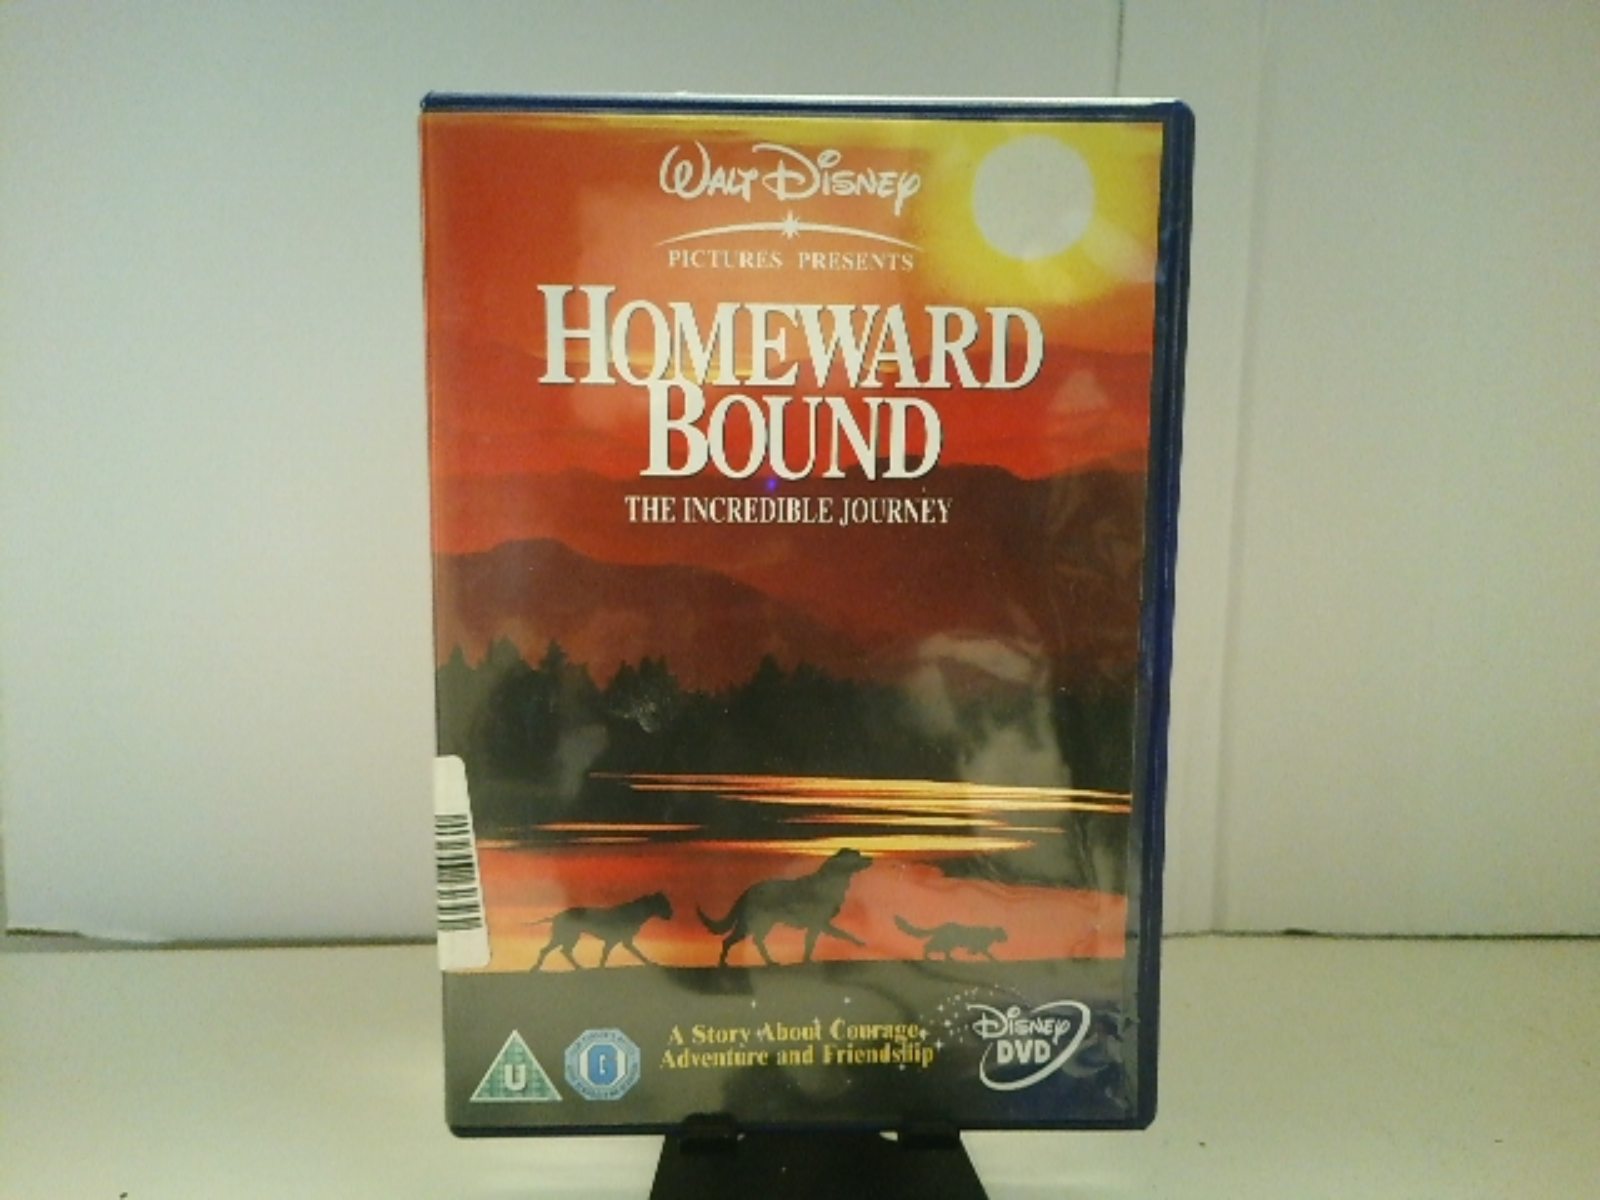 WALT DISNEY
PICTURES PRESENTS
HOMEWARD
BOUND
THE INCREDIBLE JOURNEY
A Story About Courage,
Adventure and Friendship
DISNEY
DVD
U
G